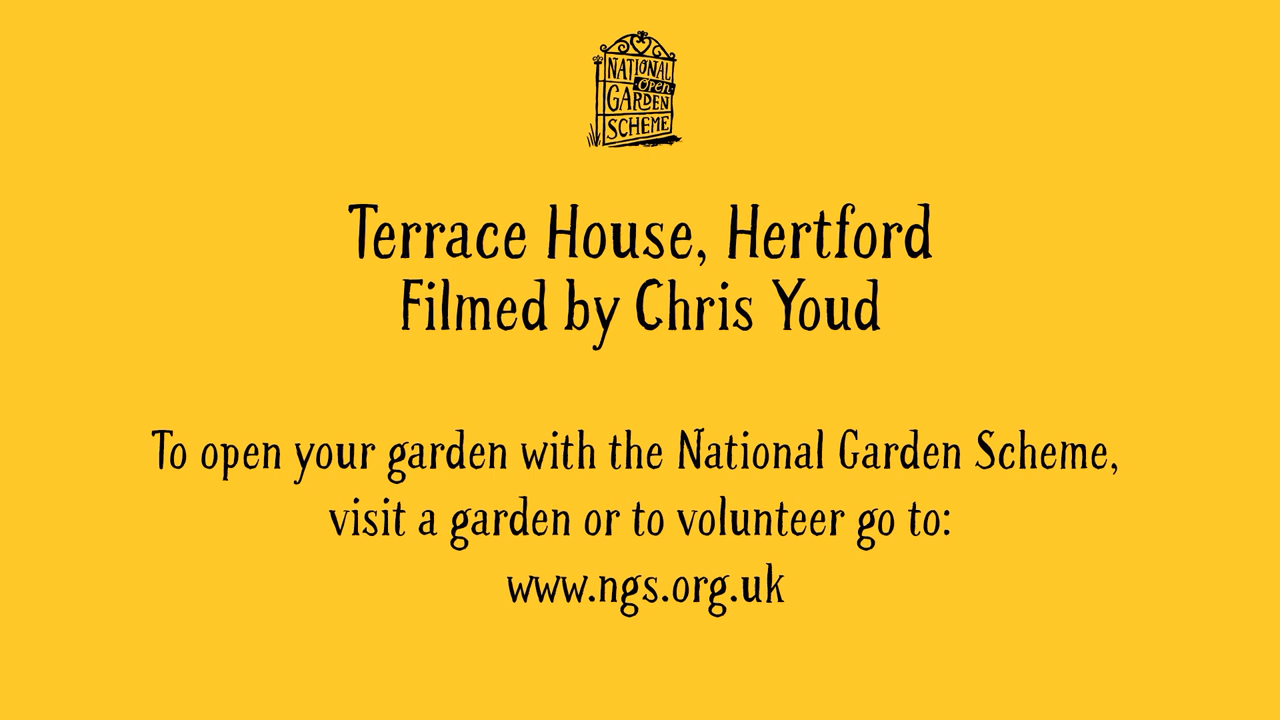 NATIONAL
open
GARDEN
SCHEME
Terrace House, Hertford
Filmed by Chris Youd
To open your garden with the National Garden Scheme,
visit a garden or to volunteer go to:
www.ngs.org.uk